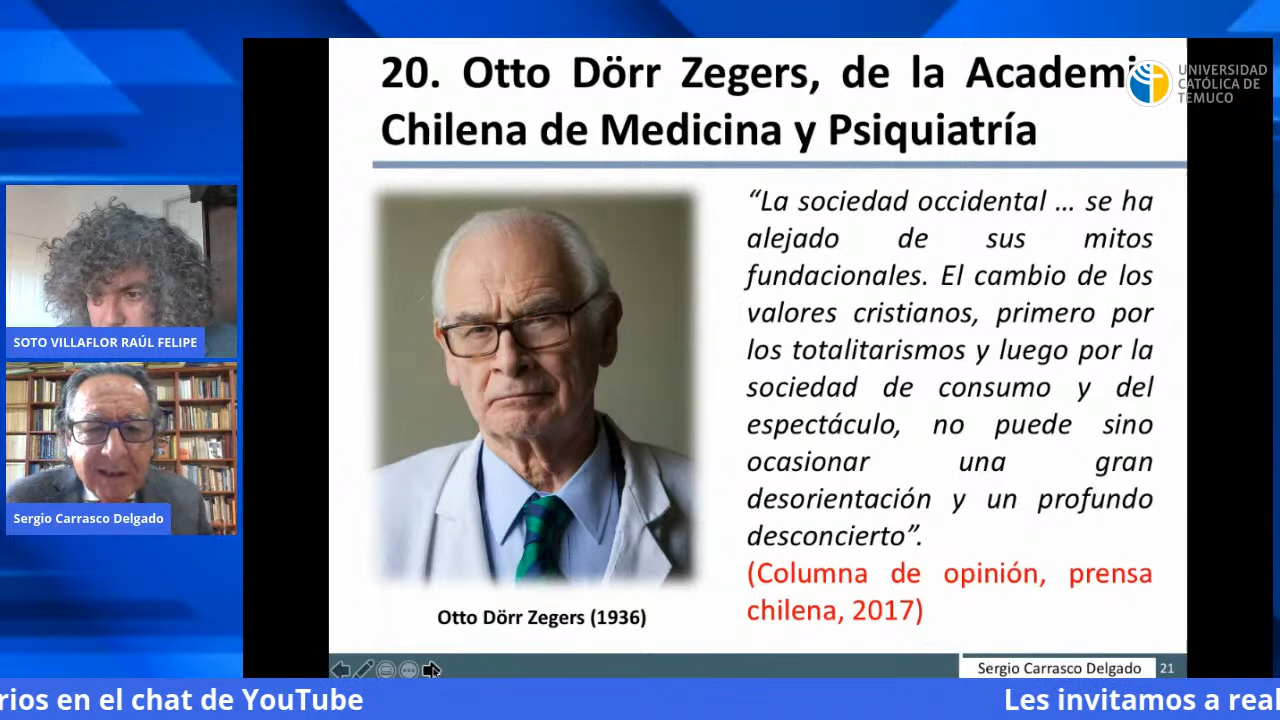 20. Otto Dörr Zegers, de la Academi
Chilena de Medicina y Psiquiatría
UNIVERSIDAD
CATÓLICA DE
TEMUCO
“La sociedad occidental ... se ha
alejado de sus mitos
fundacionales. El cambio de los
valores cristianos, primero por
los totalitarismos y luego por la
sociedad de consumo y del
espectáculo, no puede sino
ocasionar una gran
desorientación y un profundo
desconcierto”.
(Columna de opinión, prensa
chilena, 2017)
Otto Dörr Zegers (1936)
SOTO VILLAFLOR RAÚL FELIPE
Sergio Carrasco Delgado
Sergio Carrasco Delgado
21
rios en el chat de YouTube
Les invitamos a real